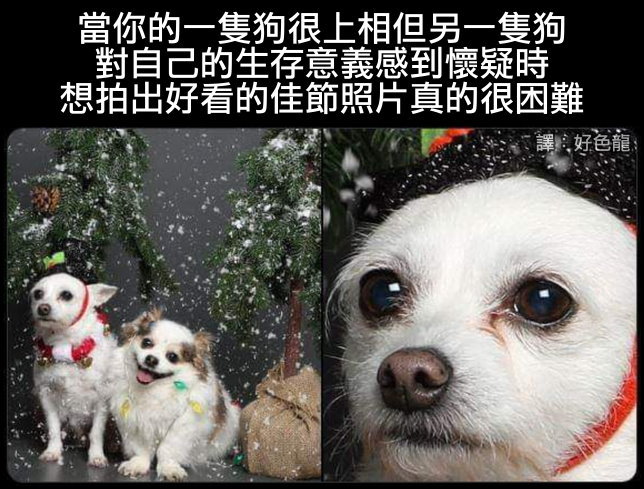 當你的一隻狗很上相但另一隻狗
對自己的生存意義感到懷疑時
想拍出好看的佳節照片真的很困難
譯：好色龍